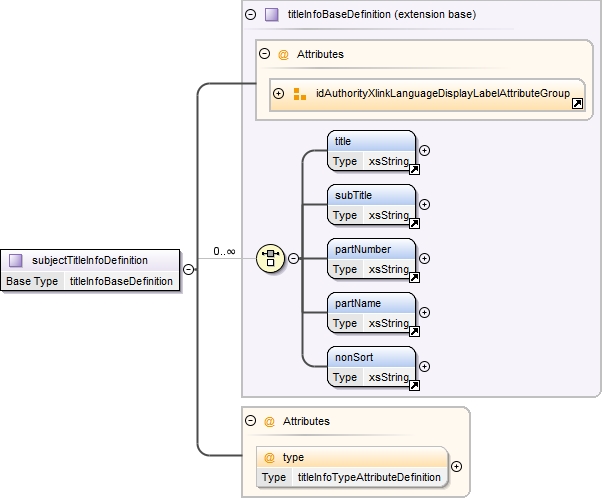 titleInfoBaseDefinition (extension base)
@ Attributes
idAuthorityXlinkLanguageDisplayLabelAttributeGroup
title
Type xsString
subTitle
Type xsString
0..∞
partNumber
Type xsString
subjectTitleInfoDefinition
Base Type titleInfoBaseDefinition
partName
Type xsString
nonSort
Type xsString
@ Attributes
@ type
Type titleInfoTypeAttributeDefinition